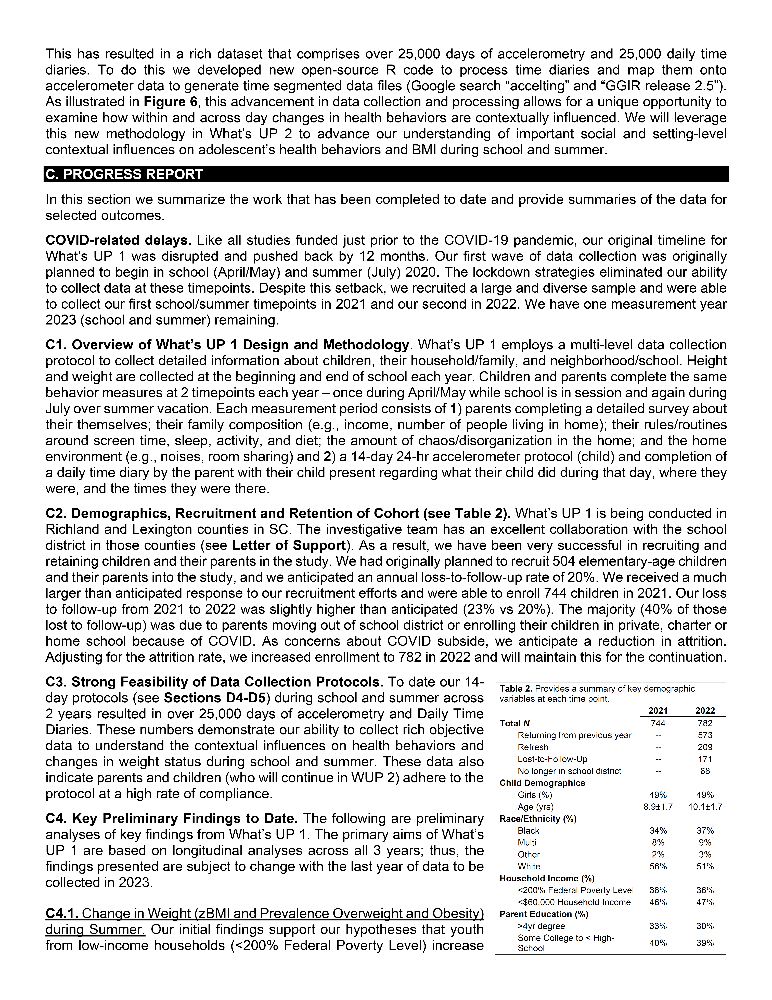 This has resulted in a rich dataset that comprises over 25,000 days of accelerometry and 25,000 daily time
diaries. To do this we developed new open-source R code to process time diaries and map them onto
accelerometer data to generate time segmented data files (Google search “accelting” and “GGIR release 2.5”).
As illustrated in Figure 6, this advancement in data collection and processing allows for a unique opportunity to
examine how within and across day changes in health behaviors are contextually influenced. We will leverage
this new methodology in What’s UP 2 to advance our understanding of important social and setting-level
contextual influences on adolescent’s health behaviors and BMI during school and summer.
C. PROGRESS REPORT
In this section we summarize the work that has been completed to date and provide summaries of the data for
selected outcomes.
COVID-related delays. Like all studies funded just prior to the COVID-19 pandemic, our original timeline for
What’s UP 1 was disrupted and pushed back by 12 months. Our first wave of data collection was originally
planned to begin in school (April/May) and summer (July) 2020. The lockdown strategies eliminated our ability
to collect data at these timepoints. Despite this setback, we recruited a large and diverse sample and were able
to collect our first school/summer timepoints in 2021 and our second in 2022. We have one measurement year
2023 (school and summer) remaining.
C1. Overview of What’s UP 1 Design and Methodology. What’s UP 1 employs a multi-level data collection
protocol to collect detailed information about children, their household/family, and neighborhood/school. Height
and weight are collected at the beginning and end of school each year. Children and parents complete the same
behavior measures at 2 timepoints each year – once during April/May while school is in session and again during
July over summer vacation. Each measurement period consists of 1) parents completing a detailed survey about
their themselves; their family composition (e.g., income, number of people living in home); their rules/routines
around screen time, sleep, activity, and diet; the amount of chaos/disorganization in the home; and the home
environment (e.g., noises, room sharing) and 2) a 14-day 24-hr accelerometer protocol (child) and completion of
a daily time diary by the parent with their child present regarding what their child did during that day, where they
were, and the times they were there.
C2. Demographics, Recruitment and Retention of Cohort (see Table 2). What’s UP 1 is being conducted in
Richland and Lexington counties in SC. The investigative team has an excellent collaboration with the school
district in those counties (see Letter of Support). As a result, we have been very successful in recruiting and
retaining children and their parents in the study. We had originally planned to recruit 504 elementary-age children
and their parents into the study, and we anticipated an annual loss-to-follow-up rate of 20%. We received a much
larger than anticipated response to our recruitment efforts and were able to enroll 744 children in 2021. Our loss
to follow-up from 2021 to 2022 was slightly higher than anticipated (23% vs 20%). The majority (40% of those
lost to follow-up) was due to parents moving out of school district or enrolling their children in private, charter or
home school because of COVID. As concerns about COVID subside, we anticipate a reduction in attrition.
Adjusting for the attrition rate, we increased enrollment to 782 in 2022 and will maintain this for the continuation.
C3. Strong Feasibility of Data Collection Protocols. To date our 14-
day protocols (see Sections D4-D5) during school and summer across
2 years resulted in over 25,000 days of accelerometry and Daily Time
Diaries. These numbers demonstrate our ability to collect rich objective
data to understand the contextual influences on health behaviors and
changes in weight status during school and summer. These data also
indicate parents and children (who will continue in WUP 2) adhere to the
protocol at a high rate of compliance.
C4. Key Preliminary Findings to Date. The following are preliminary
analyses of key findings from What’s UP 1. The primary aims of What’s
UP 1 are based on longitudinal analyses across all 3 years; thus, the
findings presented are subject to change with the last year of data to be
collected in 2023.
C4.1. Change in Weight (zBMI and Prevalence Overweight and Obesity)
during Summer. Our initial findings support our hypotheses that youth
from low-income households (<200% Federal Poverty Level) increase
Table 2. Provides a summary of key demographic
variables at each time point.
2021 2022
Total N 744 782
Returning from previous year -- 573
Refresh -- 209
Lost-to-Follow-Up -- 171
No longer in school district -- 68
Child Demographics
Girls (%) 49% 49%
Age (yrs) 8.9±1.7 10.1±1.7
Race/Ethnicity (%)
Black 34% 37%
Multi 8% 9%
Other 2% 3%
White 56% 51%
Household Income (%)
<200% Federal Poverty Level 36% 36%
<$60,000 Household Income 46% 47%
Parent Education (%)
>4yr degree 33% 30%
Some College to < High-
School 40% 39%